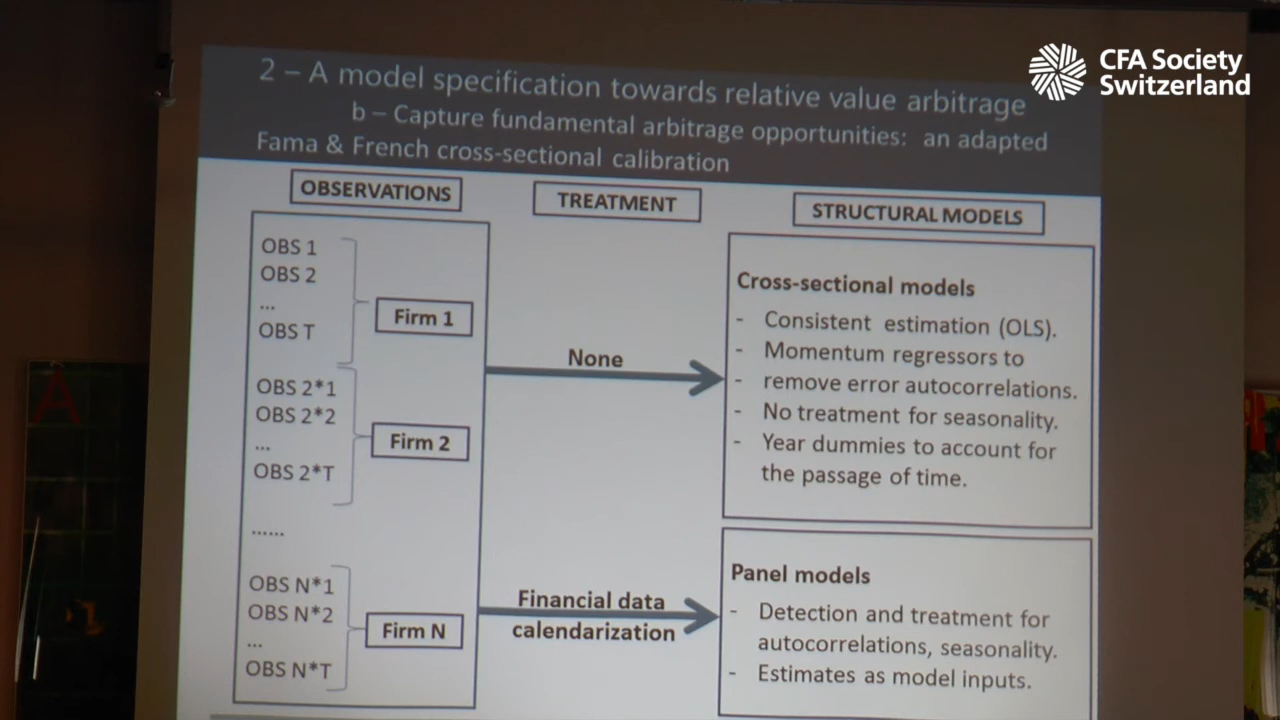 CFA Society
Switzerland
2 – A model specification towards relative value arbitrage
b – Capture fundamental arbitrage opportunities: an adapted
Fama & French cross-sectional calibration
OBSERVATIONS
TREATMENT
STRUCTURAL MODELS
OBS 1
OBS 2
...
OBS T
Firm 1
OBS 2*1
OBS 2*2
...
OBS 2*T
Firm 2
......
OBS N*1
OBS N*2
...
OBS N*T
Firm N
None
Financial data
calendarization
Cross-sectional models
- Consistent estimation (OLS).
- Momentum regressors to
- remove error autocorrelations.
- No treatment for seasonality.
- Year dummies to account for
the passage of time.
Panel models
- Detection and treatment for
autocorrelations, seasonality.
- Estimates as model inputs.
A